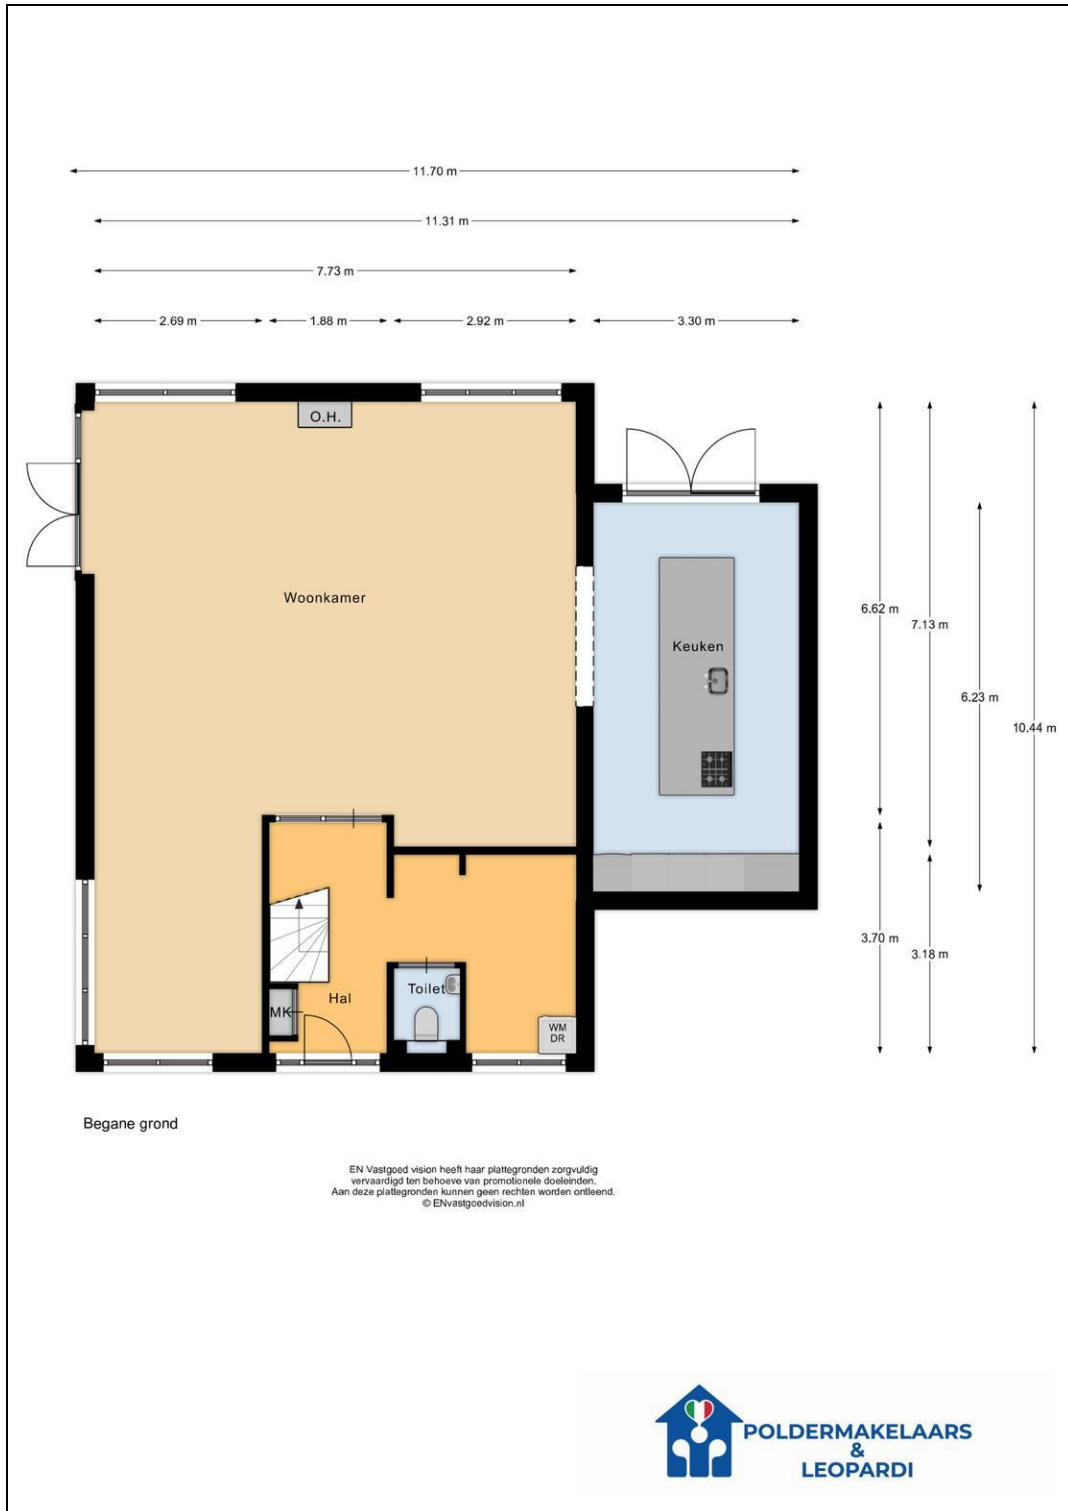 11.70 m
11.31 m
7.73 m
2.69 m
1.88 m
2.92 m
3.30 m
O.H.
Woonkamer
6.62 m
7.13 m
Keuken
6.23 m
10.44 m
3.70 m
3.18 m
Toilet
Hal
MK
WM
DR
Begane grond
EN Vastgoed vision heeft haar plattegronden zorgvuldig
vervaardigd ten behoeve van promotionele doeleinden.
Aan deze plattegronden kunnen geen rechten worden ontleend.
© ENvastgoedvision.nl
POLDERMAKELAARS
&
LEOPARDI